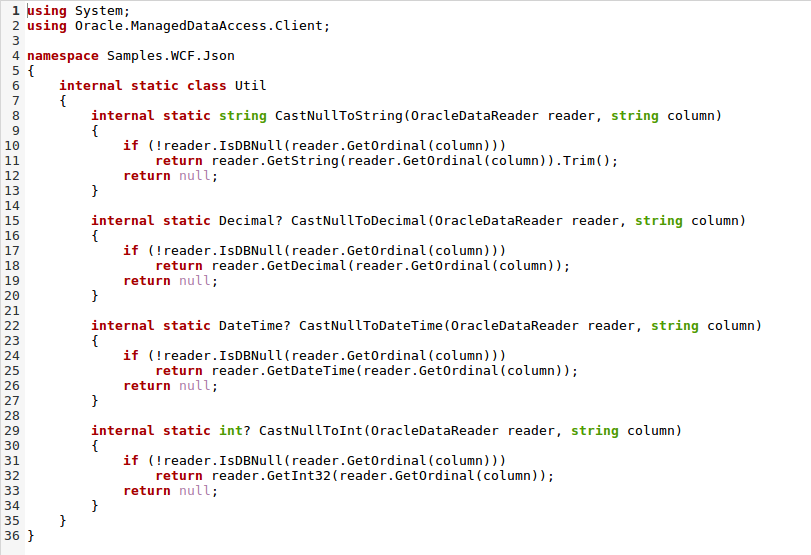 1 using System;
2 using Oracle.ManagedDataAccess.Client;
3
4 namespace Samples.WCF.Json
5 {
6     internal static class Util
7     {
8         internal static string CastNullToString(OracleDataReader reader, string column)
9         {
10             if (!reader.IsDBNull(reader.GetOrdinal(column)))
11                 return reader.GetString(reader.GetOrdinal(column)).Trim();
12             return null;
13         }
14
15         internal static Decimal? CastNullToDecimal(OracleDataReader reader, string column)
16         {
17             if (!reader.IsDBNull(reader.GetOrdinal(column)))
18                 return reader.GetDecimal(reader.GetOrdinal(column));
19             return null;
20         }
21
22         internal static DateTime? CastNullToDateTime(OracleDataReader reader, string column)
23         {
24             if (!reader.IsDBNull(reader.GetOrdinal(column)))
25                 return reader.GetDateTime(reader.GetOrdinal(column));
26             return null;
27         }
28
29         internal static int? CastNullToInt(OracleDataReader reader, string column)
30         {
31             if (!reader.IsDBNull(reader.GetOrdinal(column)))
32                 return reader.GetInt32(reader.GetOrdinal(column));
33             return null;
34         }
35     }
36 }